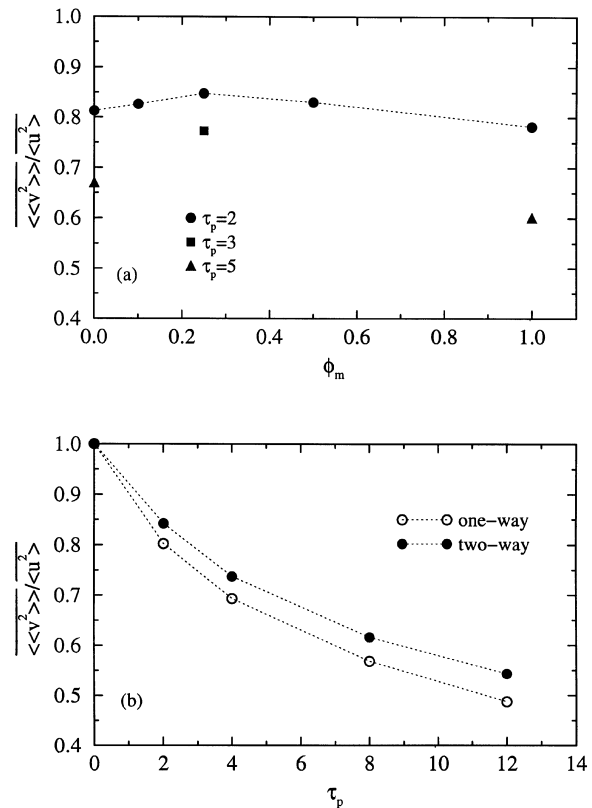 1.0
0.9
0.8
0.7
0.6
0.5
0.4
<<v²>>/<u²>
τp=2
τp=3
τp=5
(a)
0.0 0.2 0.4 0.6 0.8 1.0
ϕm
1.0
0.9
0.8
0.7
0.6
0.5
0.4
<<v²>>/<u²>
one-way
two-way
(b)
0 2 4 6 8 10 12 14
τp